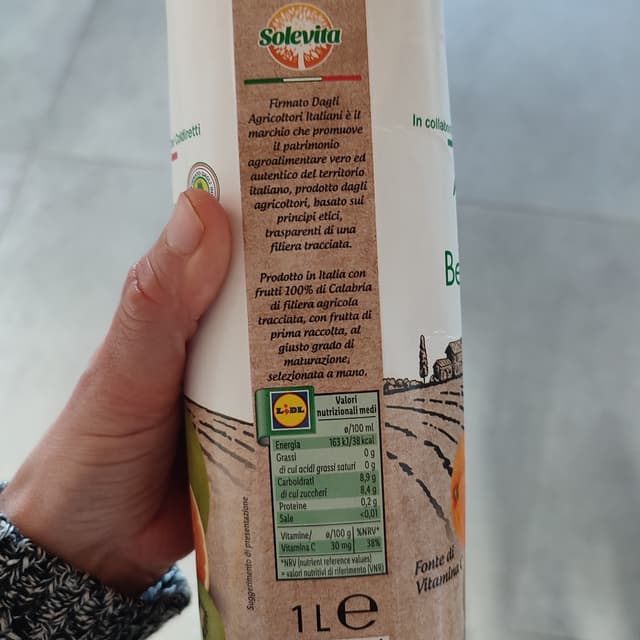 Solevita
Firmato Dagli
Agricoltori Italiani è il
marchio che promuove
il patrimonio
agroalimentare vero ed
autentico del territorio
italiano, prodotto dagli
agricoltori, basato sui
principi etici,
trasparenti di una
filiera tracciata.
Prodotto in Italia con
frutti 100% di Calabria
di filiera agricola
tracciata, con frutta di
prima raccolta, al
giusto grado di
maturazione,
selezionata a mano.
LIDL
Valori
nutrizionali medi
ø/100 ml
Energia 163 kJ/38 kcal
Grassi 0 g
di cui acidi grassi saturi 0 g
Carboidrati 8,9 g
di cui zuccheri 8,4 g
Proteine 0,2 g
Sale <0,01
Vitamine/ ø/100 g %NRV*
Vitamina C 30 mg 38%
*NRV (nutrient reference values)
= valori nutritivi di riferimento (VNR)
1L e
Suggerimento di presentazione
In
Be
Fonte di
Vitamina